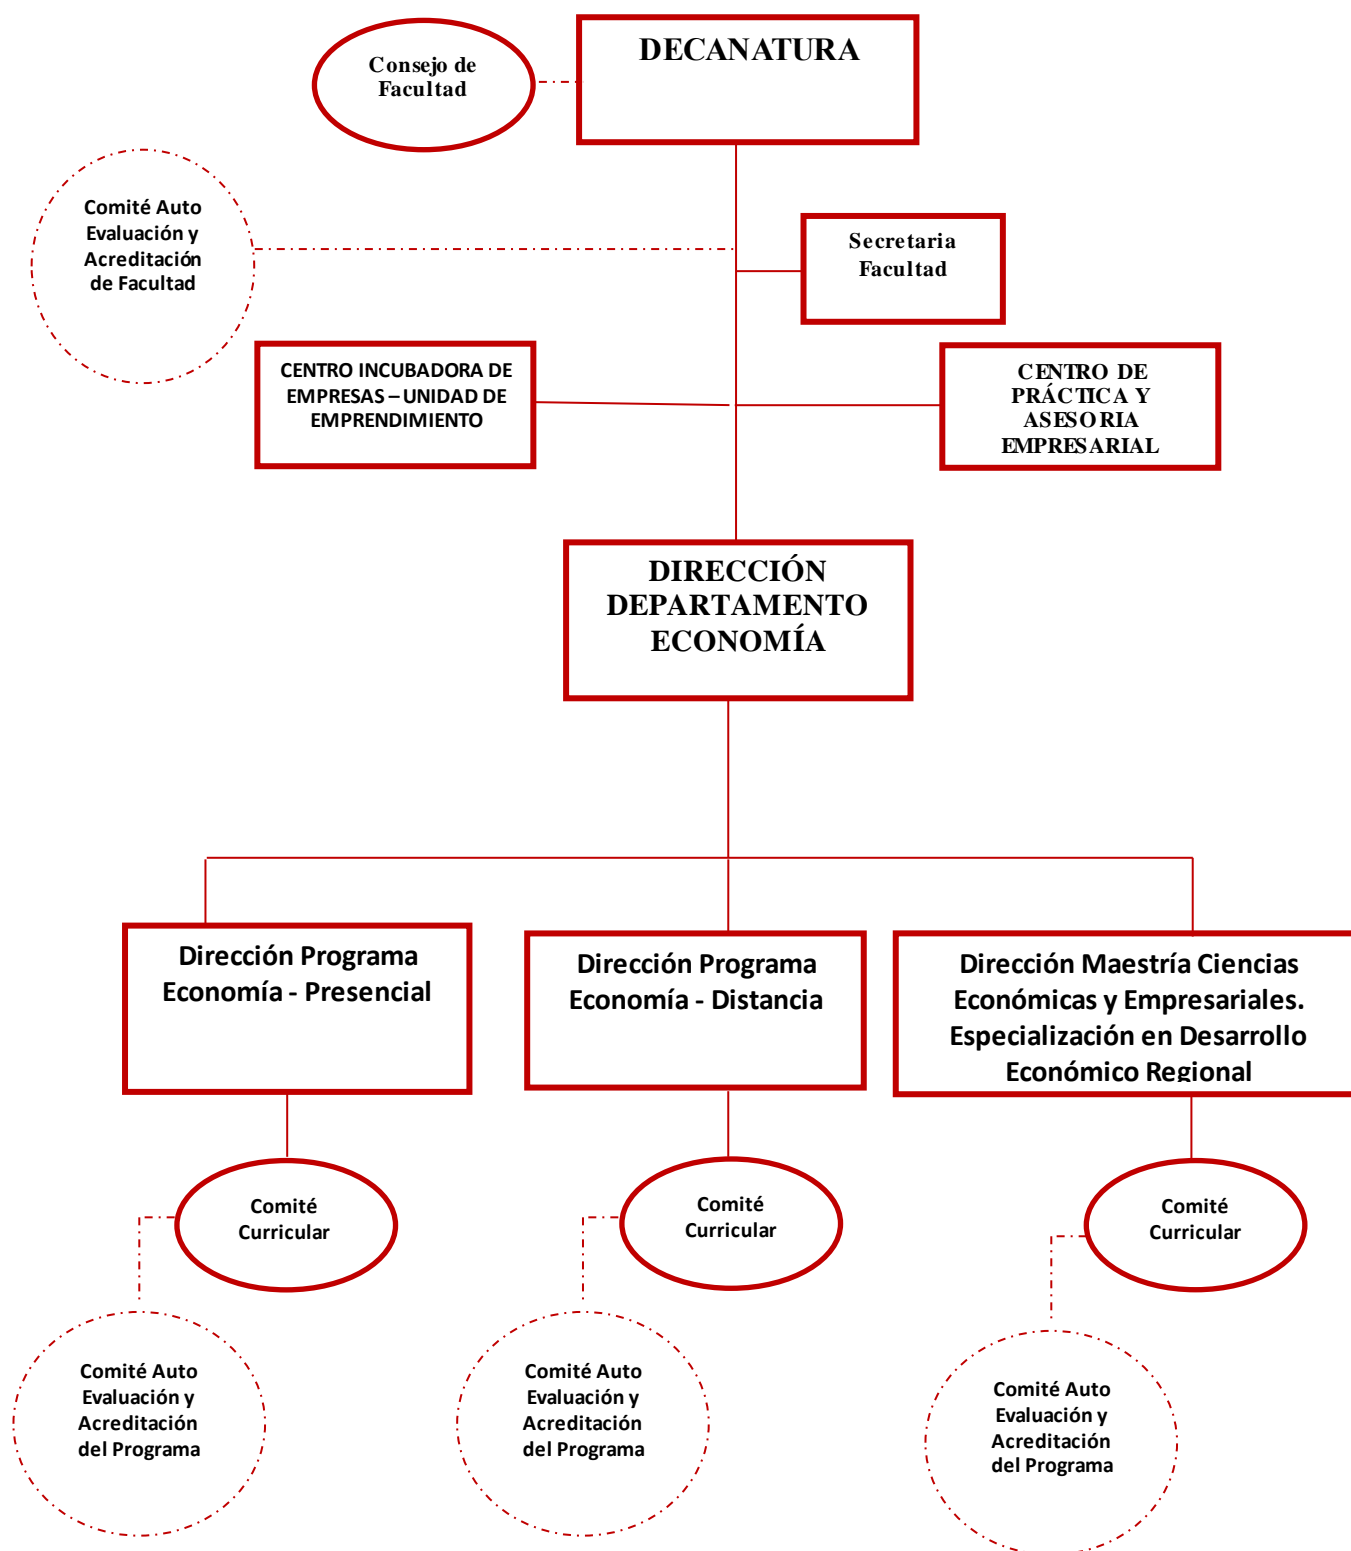 DECANATURA
Consejo de
Facultad
Comité Auto
Evaluación y
Acreditación
de Facultad
Secretaria
Facultad
CENTRO INCUBADORA DE
EMPRESAS – UNIDAD DE
EMPRENDIMIENTO
CENTRO DE
PRÁCTICA Y
ASESORIA
EMPRESARIAL
DIRECCIÓN
DEPARTAMENTO
ECONOMÍA
Dirección Programa
Economía - Presencial
Dirección Programa
Economía - Distancia
Dirección Maestría Ciencias
Económicas y Empresariales.
Especialización en Desarrollo
Económico Regional
Comité
Curricular
Comité
Curricular
Comité
Curricular
Comité Auto
Evaluación y
Acreditación
del Programa
Comité Auto
Evaluación y
Acreditación
del Programa
Comité Auto
Evaluación y
Acreditación
del Programa